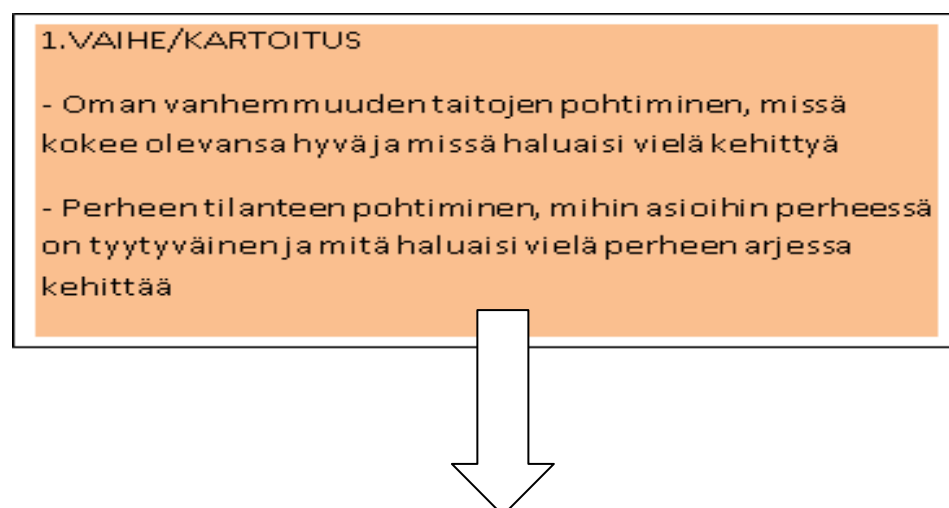 1.VAIHE/KARTOITUS
- Oman vanhemmuuden taitojen pohtiminen, missä
kokee olevansa hyvä ja missä haluaisi vielä kehittyä
- Perheen tilanteen pohtiminen, mihin asioihin perheessä
on tyytyväinen ja mitä haluaisi vielä perheen arjessa
kehittää